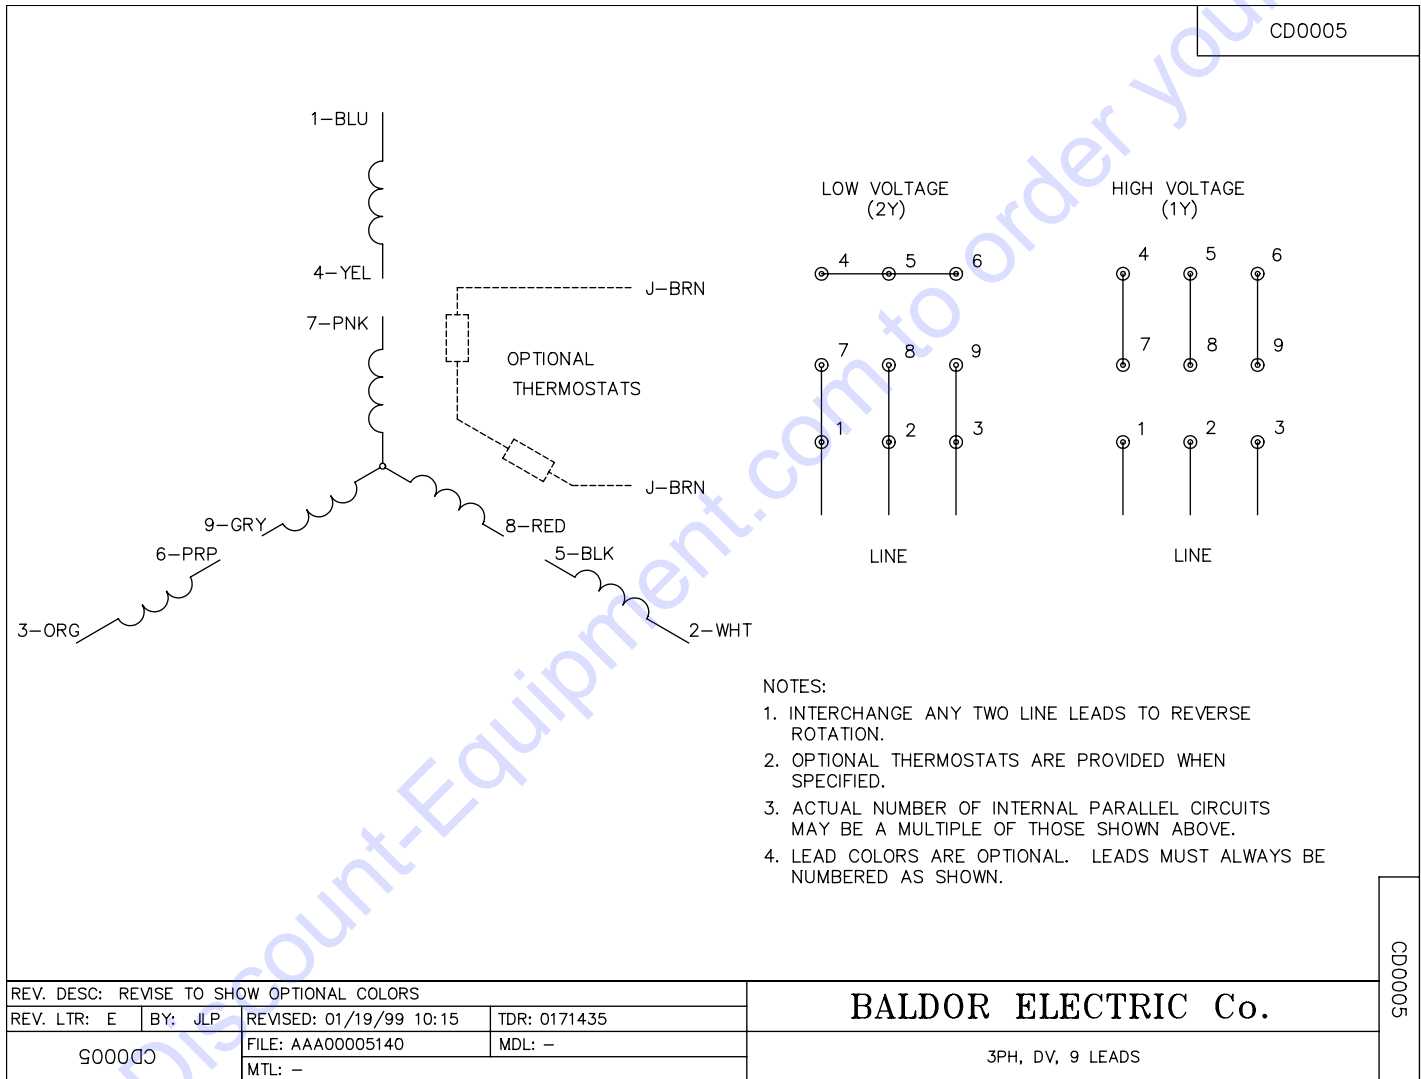 CD0005
1-BLU
4-YEL
7-PNK
J-BRN
OPTIONAL
THERMOSTATS
J-BRN
9-GRY
8-RED
6-PRP
5-BLK
3-ORG
2-WHT
LOW VOLTAGE
(2Y)
4 5 6
7 8 9
1 2 3
LINE
HIGH VOLTAGE
(1Y)
4 5 6
7 8 9
1 2 3
LINE
NOTES:
1. INTERCHANGE ANY TWO LINE LEADS TO REVERSE
ROTATION.
2. OPTIONAL THERMOSTATS ARE PROVIDED WHEN
SPECIFIED.
3. ACTUAL NUMBER OF INTERNAL PARALLEL CIRCUITS
MAY BE A MULTIPLE OF THOSE SHOWN ABOVE.
4. LEAD COLORS ARE OPTIONAL. LEADS MUST ALWAYS BE
NUMBERED AS SHOWN.
CD0005
REV. DESC: REVISE TO SHOW OPTIONAL COLORS
REV. LTR: E BY: JLP REVISED: 01/19/99 10:15 TDR: 0171435
CD0005
FILE: AAA00005140 MDL: -
MTL: -
BALDOR ELECTRIC Co.
3PH, DV, 9 LEADS
Discount-Equipment.com to order your